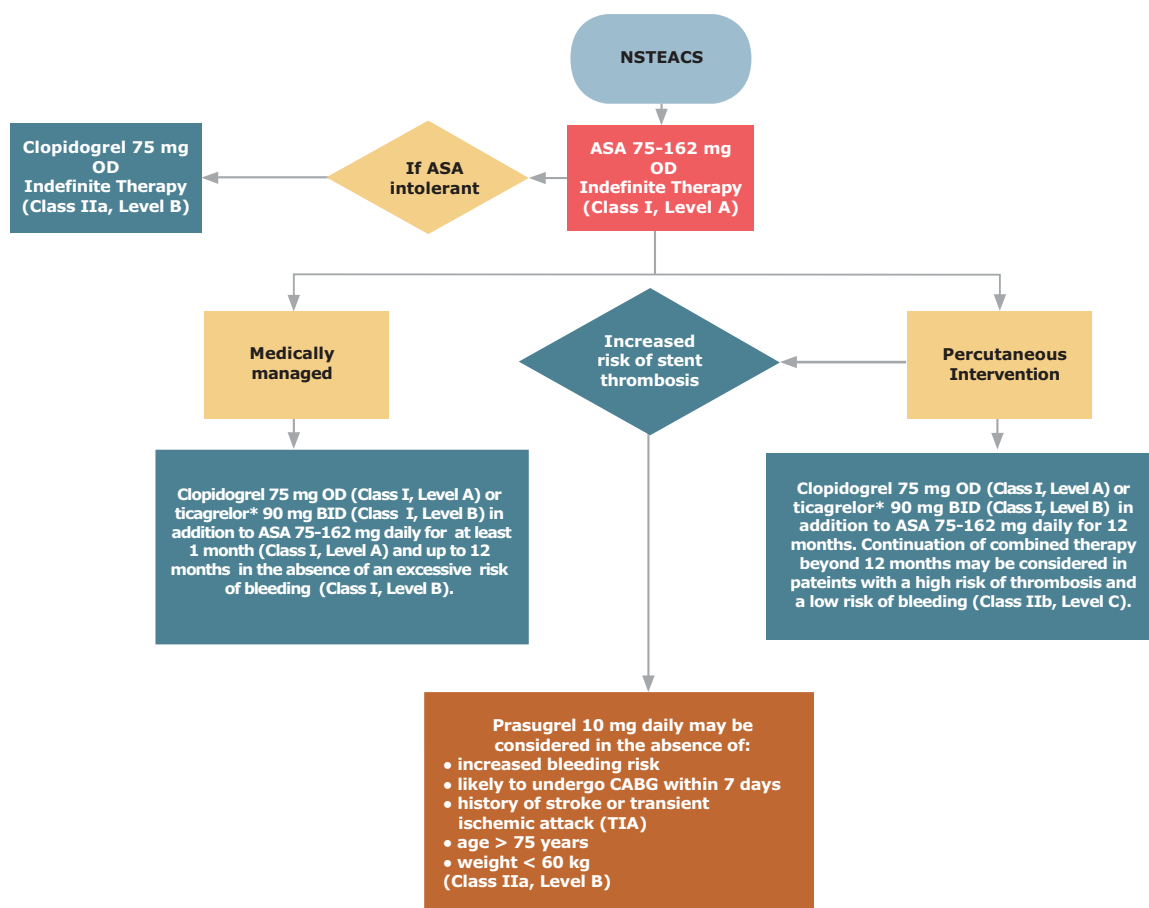 NSTEACS
Clopidogrel 75 mg
OD
Indefinite Therapy
(Class IIa, Level B)
If ASA
intolerant
ASA 75-162 mg
OD
Indefinite Therapy
(Class I, Level A)
Medically
managed
Increased
risk of stent
thrombosis
Percutaneous
Intervention
Clopidogrel 75 mg OD (Class I, Level A) or
ticagrelor* 90 mg BID (Class I, Level B) in
addition to ASA 75-162 mg daily for at least
1 month (Class I, Level A) and up to 12
months in the absence of an excessive risk
of bleeding (Class I, Level B).
Clopidogrel 75 mg OD (Class I, Level A) or
ticagrelor* 90 mg BID (Class I, Level B) in
addition to ASA 75-162 mg daily for 12
months. Continuation of combined therapy
beyond 12 months may be considered in
pateints with a high risk of thrombosis and
a low risk of bleeding (Class IIb, Level C).
Prasugrel 10 mg daily may be
considered in the absence of:
● increased bleeding risk
● likely to undergo CABG within 7 days
● history of stroke or transient
ischemic attack (TIA)
● age > 75 years
● weight < 60 kg
(Class IIa, Level B)